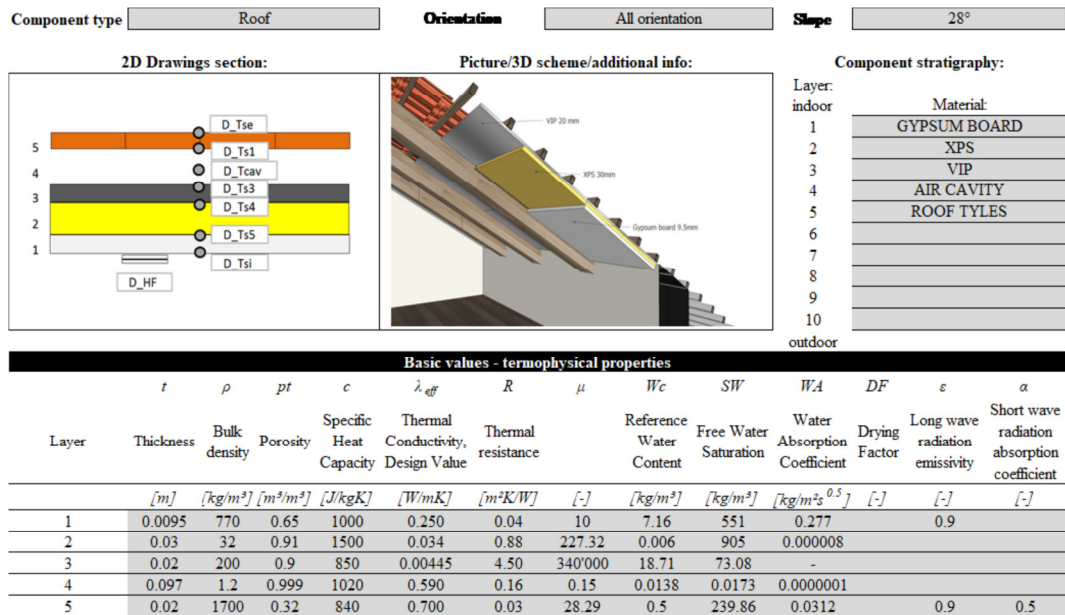 Component type Roof Orientation All orientation Slope 28°
2D Drawings section: Picture/3D scheme/additional info: Component stratigraphy:
Layer:
indoor Material:
D_Tse
5 D_Ts1
4 D_Tcav
D_Ts3
3 D_Ts4
2 D_Ts5
1 D_Tsi
D_HF
VIP 20 mm
XPS 30mm
Gypsum board 9.5mm
1 GYPSUM BOARD
2 XPS
3 VIP
4 AIR CAVITY
5 ROOF TYLES
6
7
8
9
10
outdoor
Basic values - termophysical properties
t ρ pt c λ eff R μ Wc SW WA DF ε α
Layer Thickness Bulk density Porosity Specific Heat Capacity Thermal Conductivity, Design Value Thermal resistance Reference Water Content Free Water Saturation Water Absorption Coefficient Drying Factor Long wave radiation emissivity Short wave radiation absorption coefficient
[m] [kg/m³] [m³/m³] [J/kgK] [W/mK] [m²K/W] [-] [kg/m³] [kg/m³] [kg/m²s 0.5] [-] [-] [-]
1 0.0095 770 0.65 1000 0.250 0.04 10 7.16 551 0.277 0.9
2 0.03 32 0.91 1500 0.034 0.88 227.32 0.006 905 0.000008
3 0.02 200 0.9 850 0.00445 4.50 340'000 18.71 73.08 -
4 0.097 1.2 0.999 1020 0.590 0.16 0.15 0.0138 0.0173 0.0000001
5 0.02 1700 0.32 840 0.700 0.03 28.29 0.5 239.86 0.0312 0.9 0.5